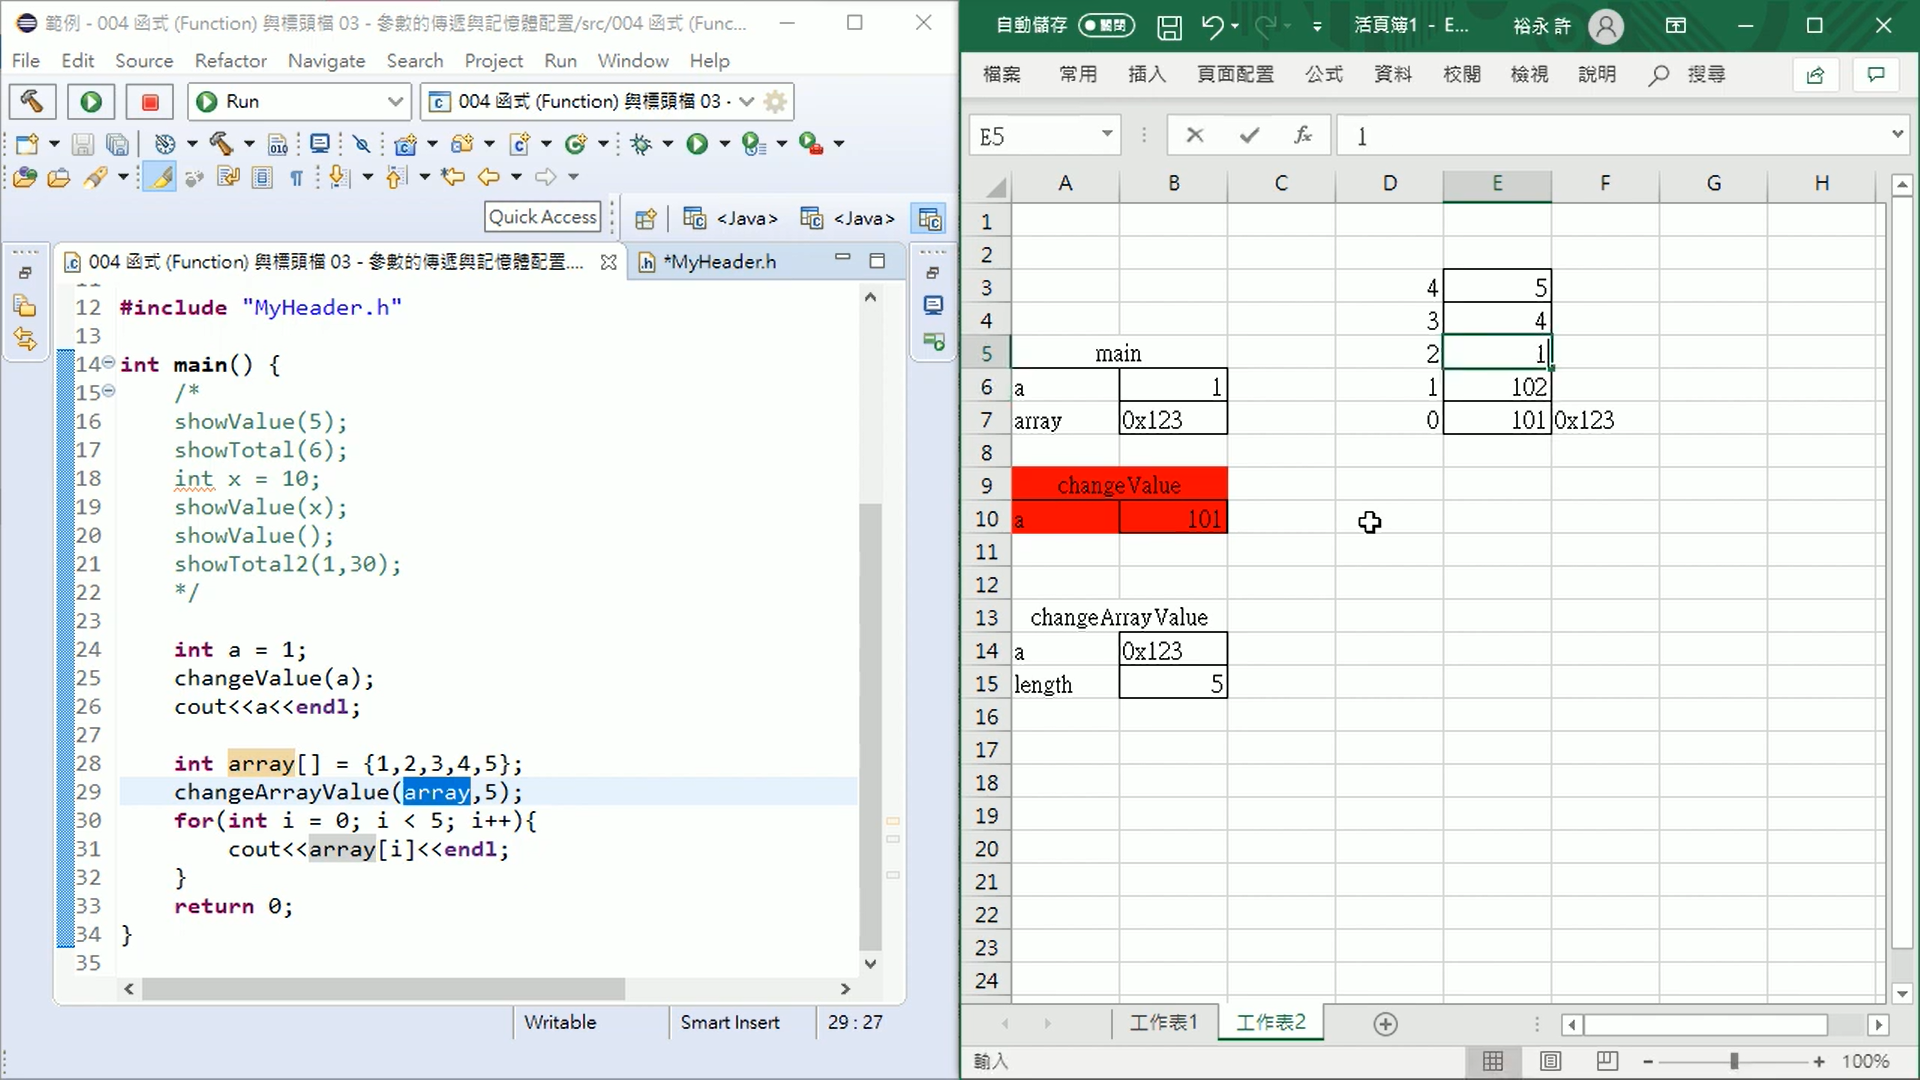 範例 - 004 函式 (Function) 與標頭檔 03 - 參數的傳遞與記憶體配置/src/004 函式 (Func...
File Edit Source Refactor Navigate Search Project Run Window Help
Run
004 函式 (Function) 與標頭檔 03 -
Quick Access
<Java>
<Java>
004 函式 (Function) 與標頭檔 03 - 參數的傳遞與記憶體配置....
*MyHeader.h
12 #include "MyHeader.h"
13
14 int main() {
15 /*
16 showValue(5);
17 showTotal(6);
18 int x = 10;
19 showValue(x);
20 showValue();
21 showTotal2(1,30);
22 */
23
24 int a = 1;
25 changeValue(a);
26 cout<<a<<endl;
27
28 int array[] = {1,2,3,4,5};
29 changeArrayValue(array,5);
30 for(int i = 0; i < 5; i++){
31 cout<<array[i]<<endl;
32 }
33 return 0;
34 }
35
Writable Smart Insert 29 : 27
自動儲存 關閉 活頁簿1 - E... 裕永 許
檔案 常用 插入 頁面配置 公式 資料 校閱 檢視 說明 搜尋
E5 fx 1
A B C D E F G H
1
2
3 4 5
4 3 4
5 main 2 1
6 a 1 1 102
7 array 0x123 0 101 0x123
8
9 changeValue
10 a 101
11
12
13 changeArrayValue
14 a 0x123
15 length 5
16
17
18
19
20
21
22
23
24
工作表1 工作表2
輸入 100%